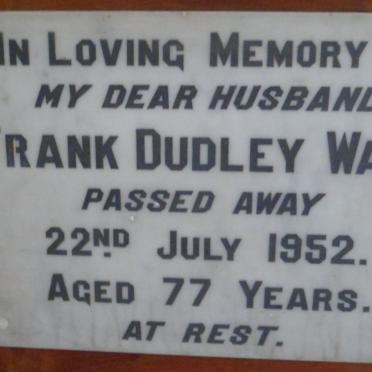 IN LOVING MEMORY
MY DEAR HUSBAND
FRANK DUDLEY WA
PASSED AWAY
22ND JULY 1952.
AGED 77 YEARS.
AT REST.